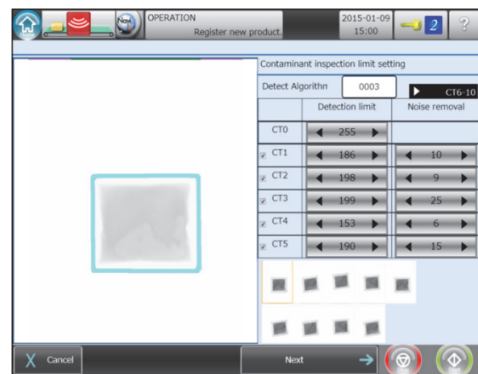 New
OPERATION
Register new product.
2015-01-09
15:00
2
?
Contaminant inspection limit setting
Detect Algorithn 0003
CT6-10
Detection limit Noise removal
CT0 255
CT1 186 10
CT2 198 9
CT3 199 25
CT4 153 6
CT5 190 15
X Cancel
Next